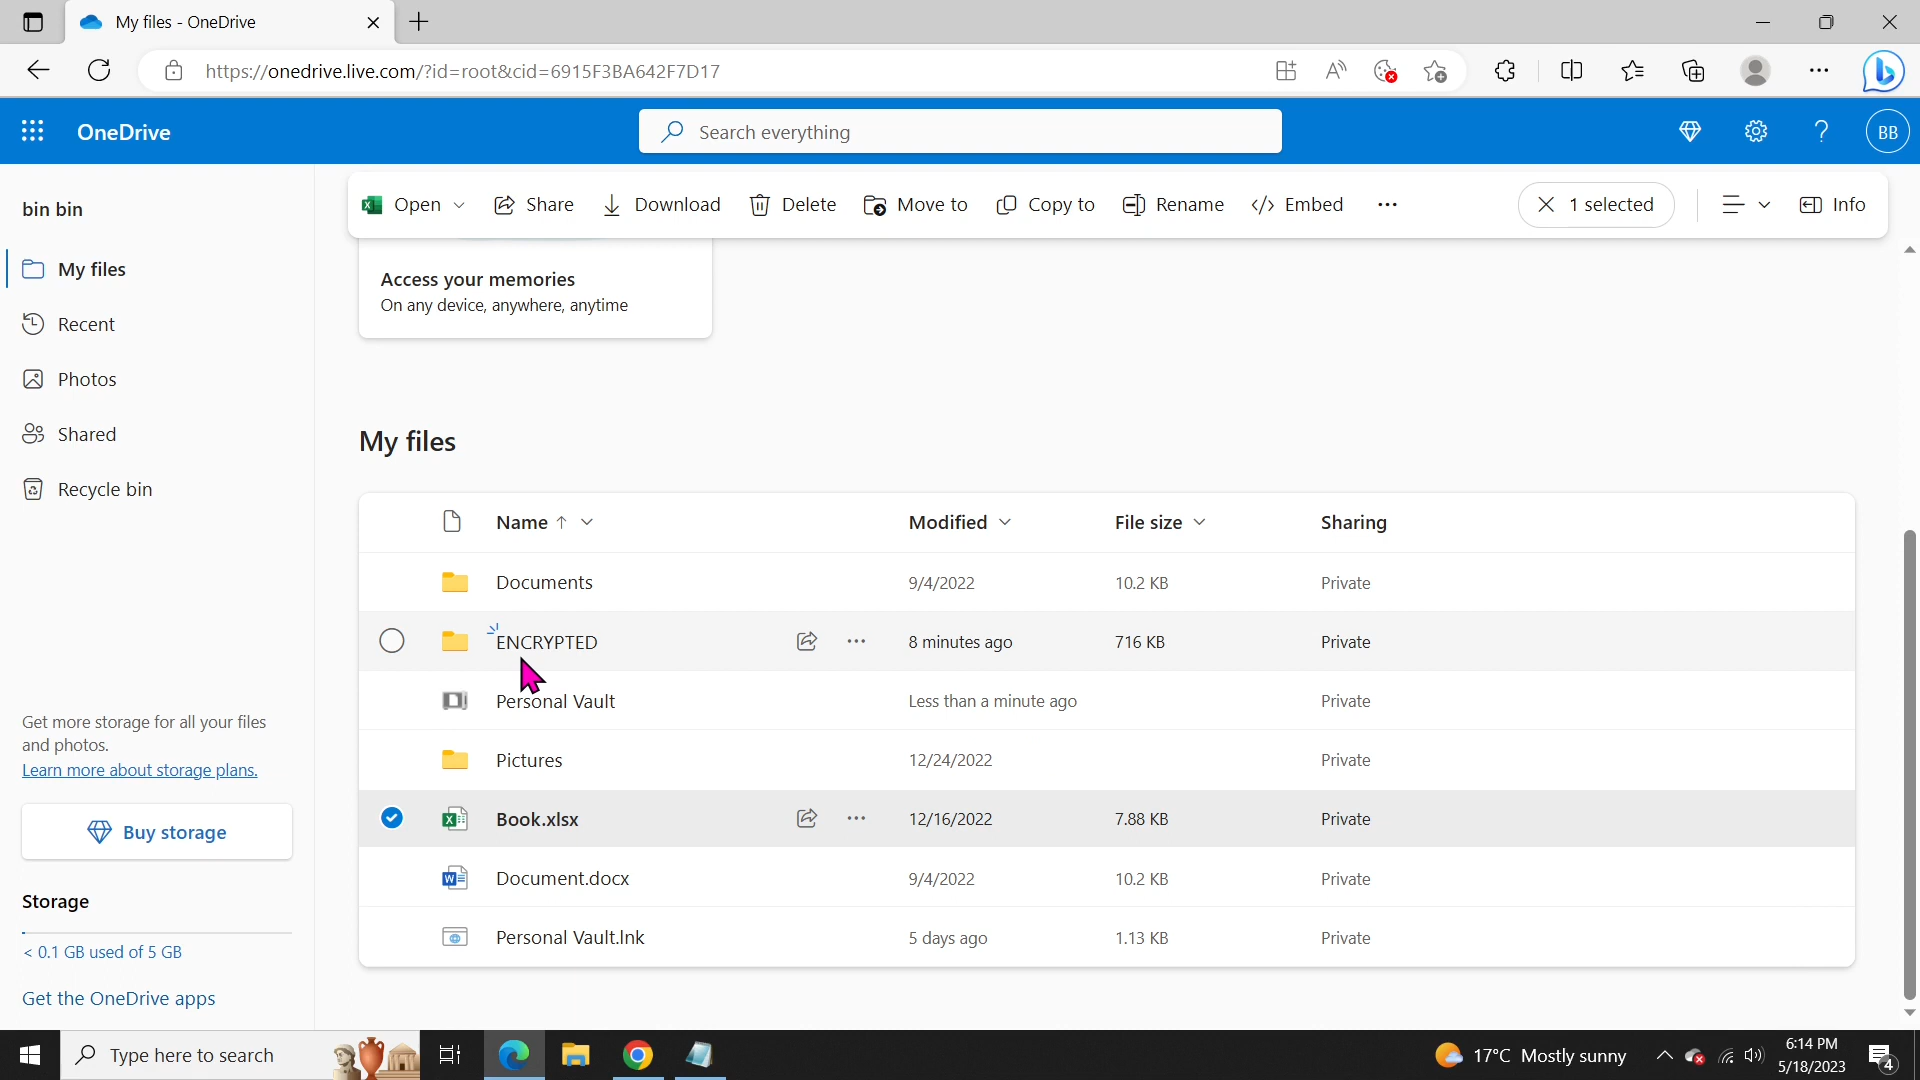 My files - OneDrive
https://onedrive.live.com/?id=root&cid=6915F3BA642F7D17
OneDrive
Search everything
BB
bin bin
My files
Recent
Photos
Shared
Recycle bin
Get more storage for all your files
and photos.
Learn more about storage plans.
Buy storage
Storage
< 0.1 GB used of 5 GB
Get the OneDrive apps
Open Share Download Delete Move to Copy to Rename Embed 1 selected Info
Access your memories
On any device, anywhere, anytime
My files
Name Modified File size Sharing
Documents 9/4/2022 10.2 KB Private
ENCRYPTED 8 minutes ago 716 KB Private
Personal Vault Less than a minute ago Private
Pictures 12/24/2022 Private
Book.xlsx 12/16/2022 7.88 KB Private
Document.docx 9/4/2022 10.2 KB Private
Personal Vault.lnk 5 days ago 1.13 KB Private
Type here to search
17°C Mostly sunny
6:14 PM
5/18/2023
4